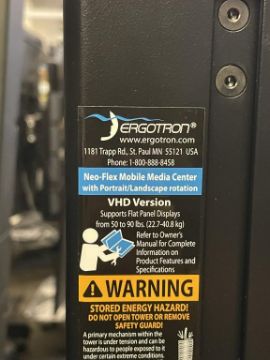 ERGOTRON®
www.ergotron.com
1181 Trapp Rd., St. Paul MN 55121 USA
Phone: 1-800-888-8458
Neo-Flex Mobile Media Center
with Portrait/Landscape rotation
VHD Version
Supports Flat Panel Displays
from 50 to 90 lbs. (22.7-40.8 kg)
Refer to Owner's
Manual for Complete
Information on
Product Features and
Specifications
WARNING
STORED ENERGY HAZARD!
DO NOT OPEN TOWER OR REMOVE
SAFETY GUARD!
A primary mechanism within the
tower is under tension and can be
hazardous to people exposed to it
under certain extreme conditions.